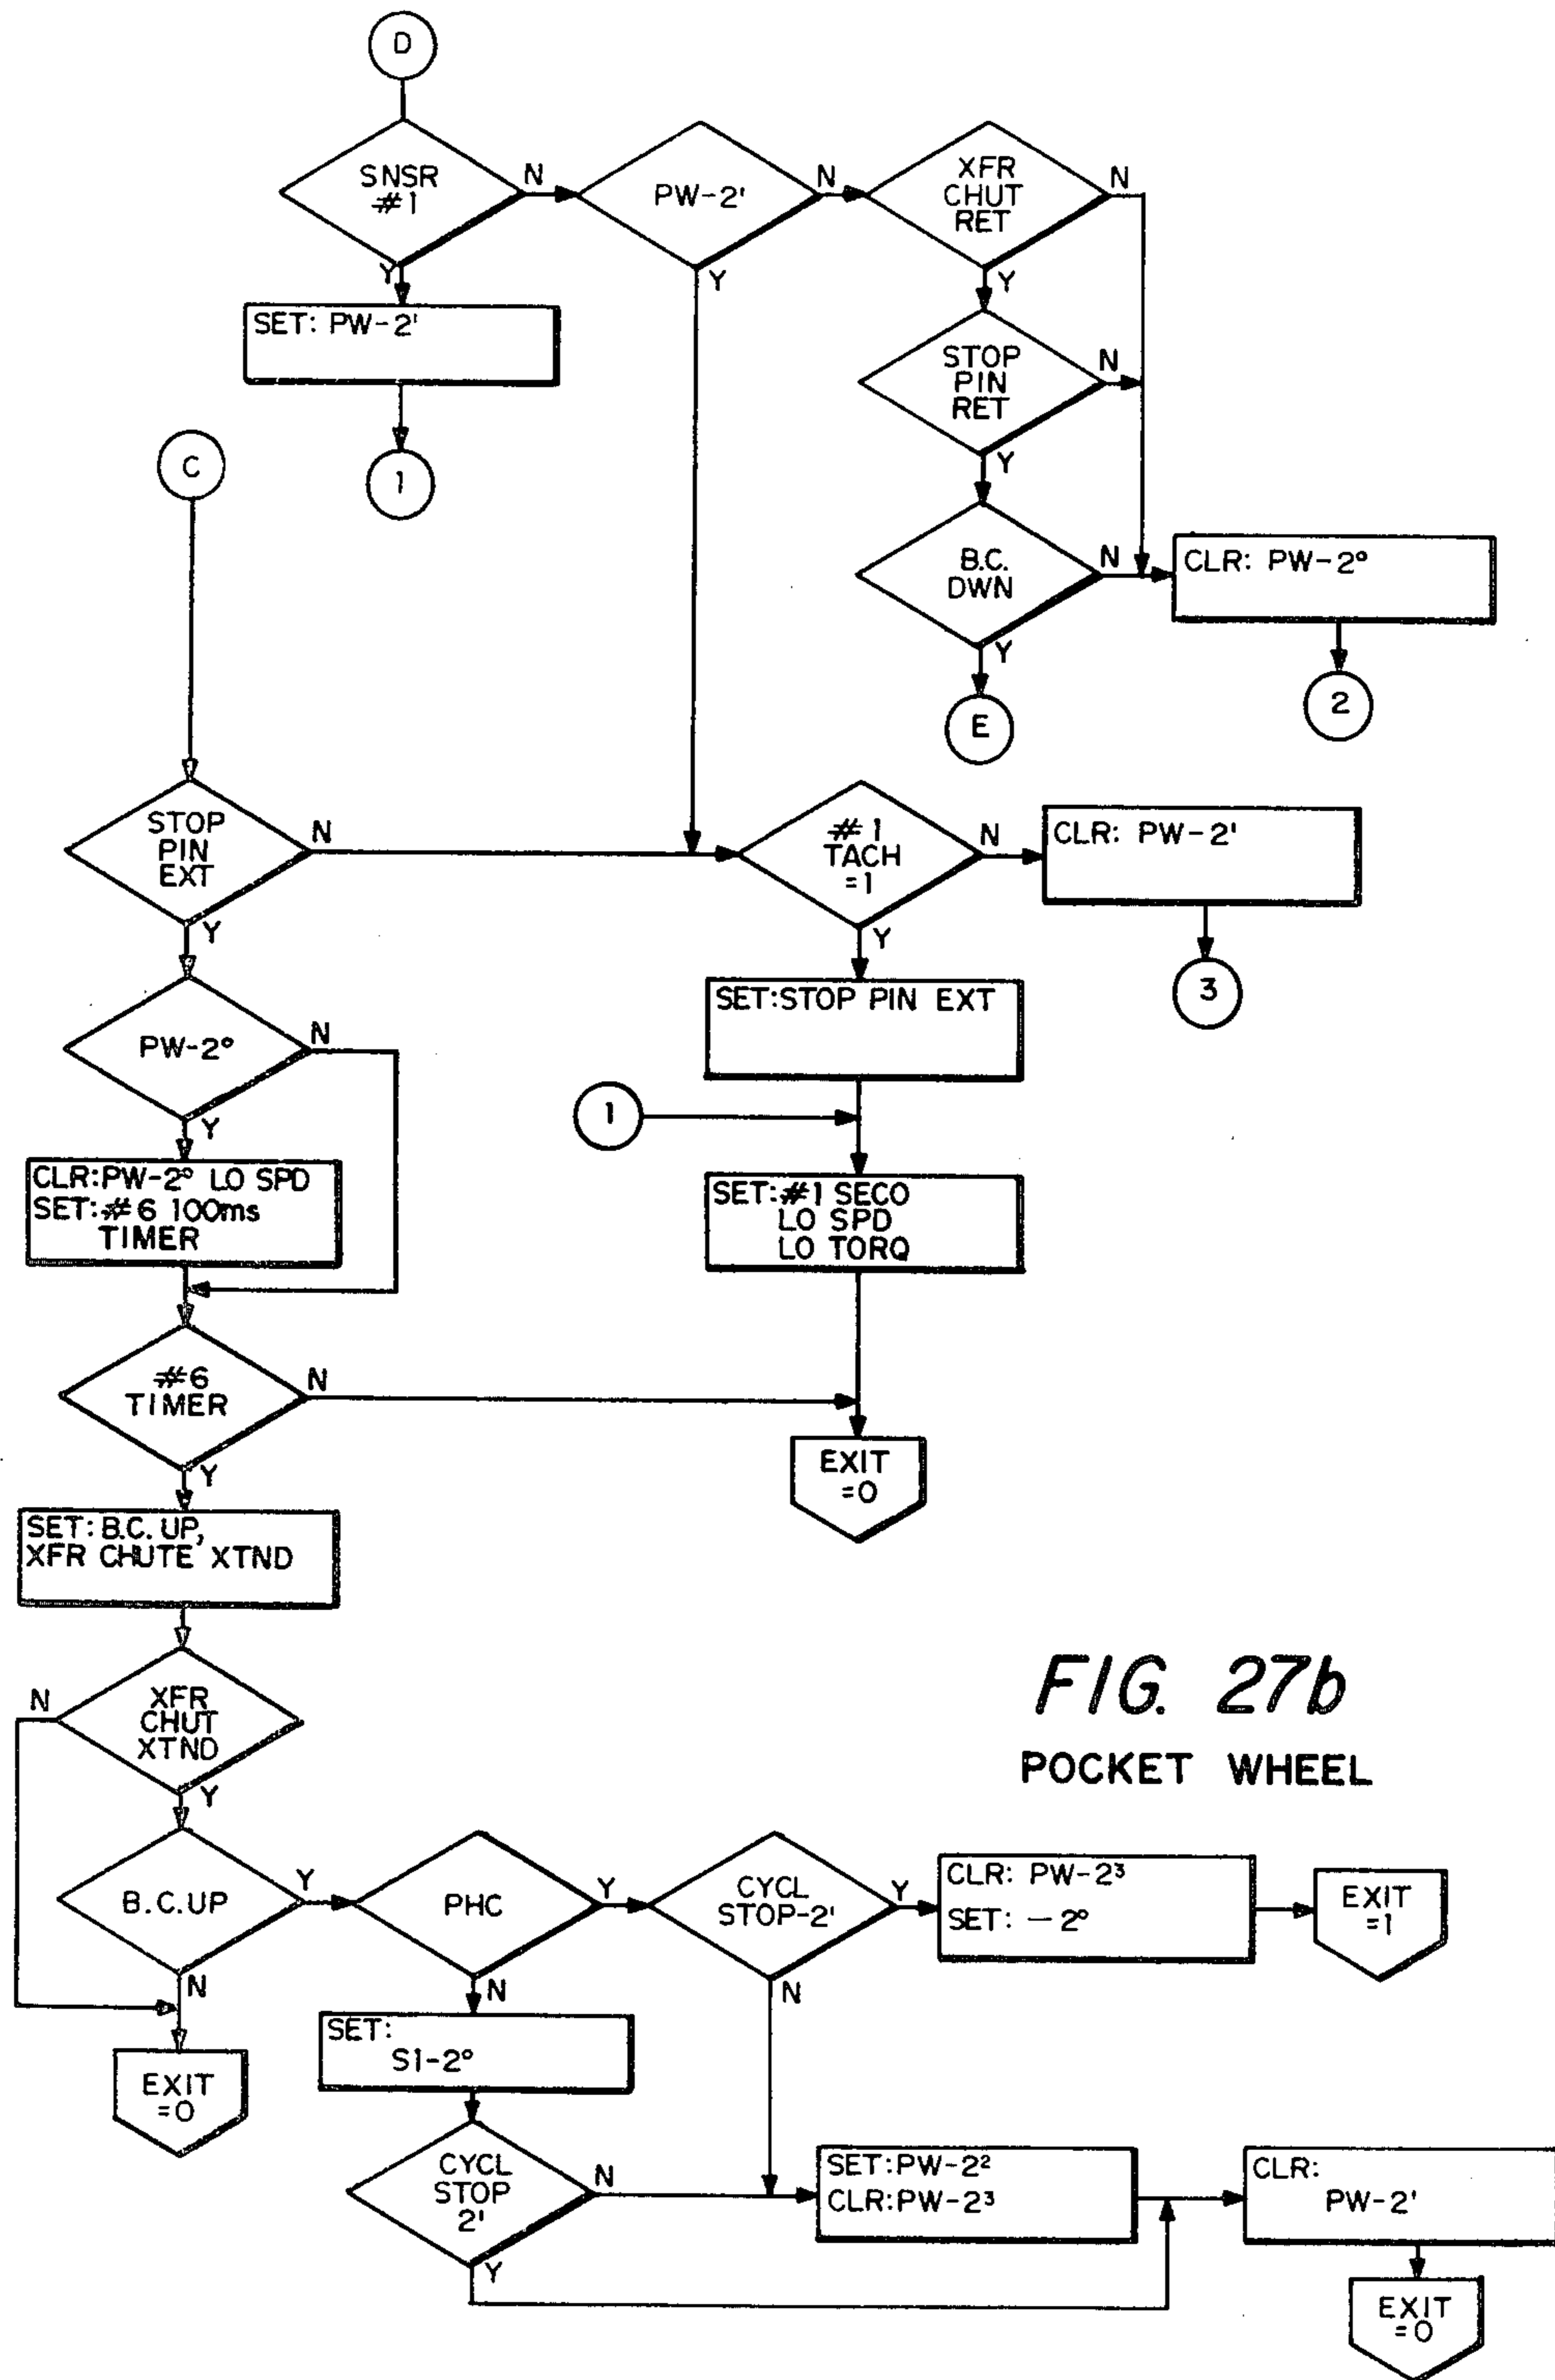 D
SNSR
#1
N
Y
PW-2'
N
Y
XFR
CHUT
RET
N
Y
SET: PW-2'
1
STOP
PIN
RET
N
Y
C
B.C.
DWN
N
Y
CLR: PW-2°
E
2
STOP
PIN
EXT
N
Y
#1
TACH
=1
N
Y
CLR: PW-2'
3
SET:STOP PIN EXT
PW-2°
N
Y
1
CLR:PW-2° LO SPD
SET:#6 100ms
TIMER
SET:#1 SECO
LO SPD
LO TORQ
#6
TIMER
N
Y
EXIT
=0
SET: B.C. UP,
XFR CHUTE XTND
XFR
CHUT
XTND
N
Y
FIG. 27b
POCKET WHEEL
B.C.UP
Y
N
PHC
Y
N
CYCL
STOP-2'
Y
N
CLR: PW-2³
SET: -2°
EXIT
=1
SET:
S1-2°
EXIT
=0
CYCL
STOP
2'
N
Y
SET:PW-2²
CLR:PW-2³
CLR:
PW-2'
EXIT
=0